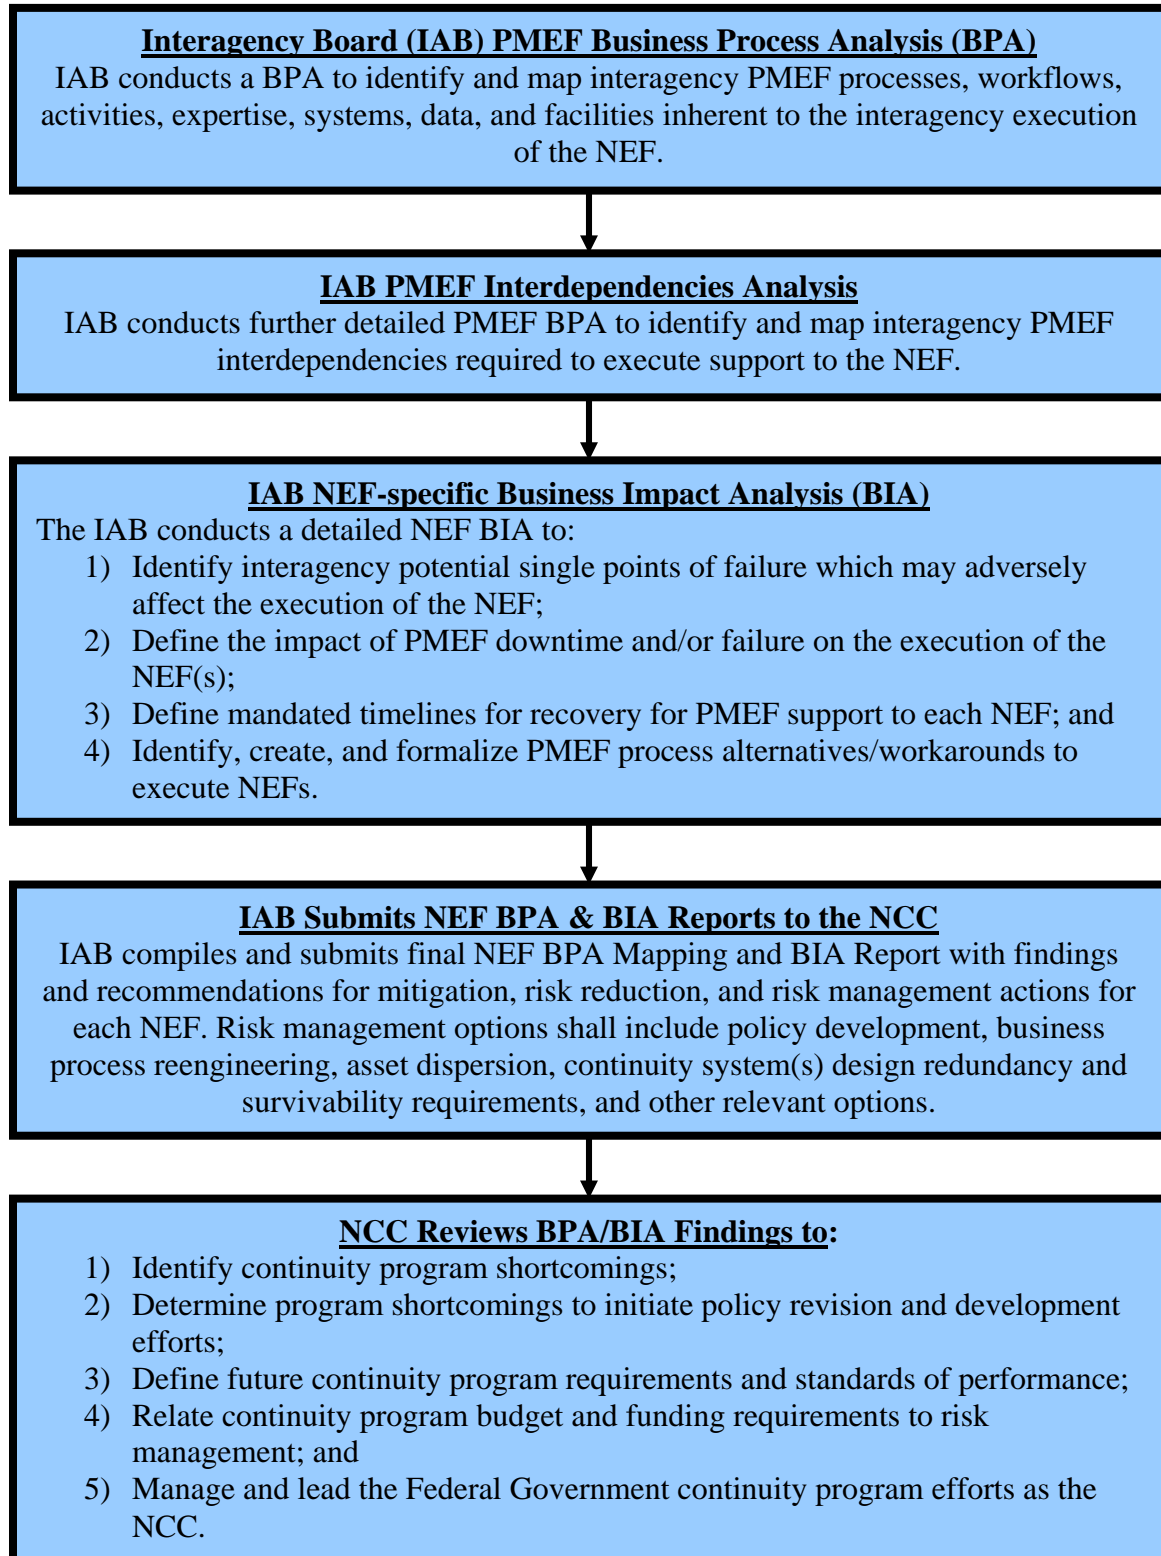 Interagency Board (IAB) PMEF Business Process Analysis (BPA)
IAB conducts a BPA to identify and map interagency PMEF processes, workflows,
activities, expertise, systems, data, and facilities inherent to the interagency execution
of the NEF.
IAB PMEF Interdependencies Analysis
IAB conducts further detailed PMEF BPA to identify and map interagency PMEF
interdependencies required to execute support to the NEF.
IAB NEF-specific Business Impact Analysis (BIA)
The IAB conducts a detailed NEF BIA to:
1) Identify interagency potential single points of failure which may adversely
affect the execution of the NEF;
2) Define the impact of PMEF downtime and/or failure on the execution of the
NEF(s);
3) Define mandated timelines for recovery for PMEF support to each NEF; and
4) Identify, create, and formalize PMEF process alternatives/workarounds to
execute NEFs.
IAB Submits NEF BPA & BIA Reports to the NCC
IAB compiles and submits final NEF BPA Mapping and BIA Report with findings
and recommendations for mitigation, risk reduction, and risk management actions for
each NEF. Risk management options shall include policy development, business
process reengineering, asset dispersion, continuity system(s) design redundancy and
survivability requirements, and other relevant options.
NCC Reviews BPA/BIA Findings to:
1) Identify continuity program shortcomings;
2) Determine program shortcomings to initiate policy revision and development
efforts;
3) Define future continuity program requirements and standards of performance;
4) Relate continuity program budget and funding requirements to risk
management; and
5) Manage and lead the Federal Government continuity program efforts as the
NCC.